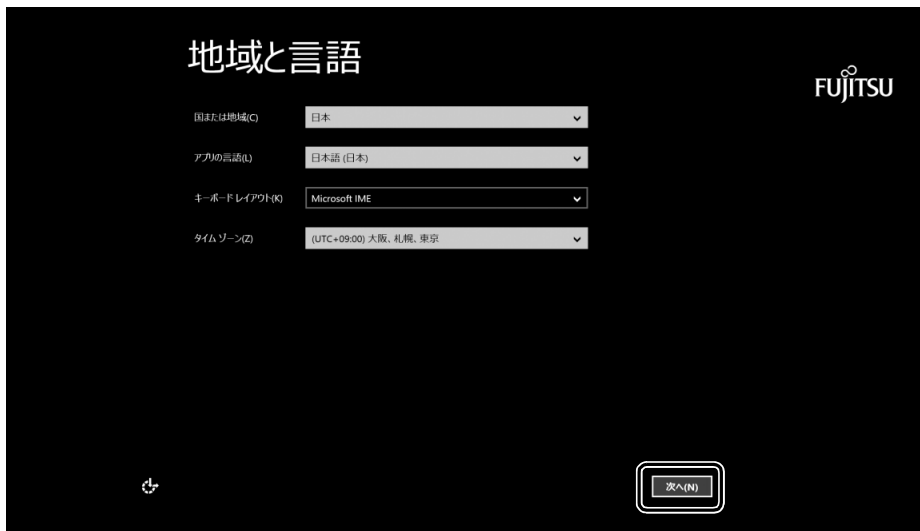 地域と言語
FUJITSU
国または地域(C)
日本
アプリの言語(L)
日本語 (日本)
キーボード レイアウト(K)
Microsoft IME
タイム ゾーン(Z)
(UTC+09:00) 大阪、札幌、東京
次へ(N)